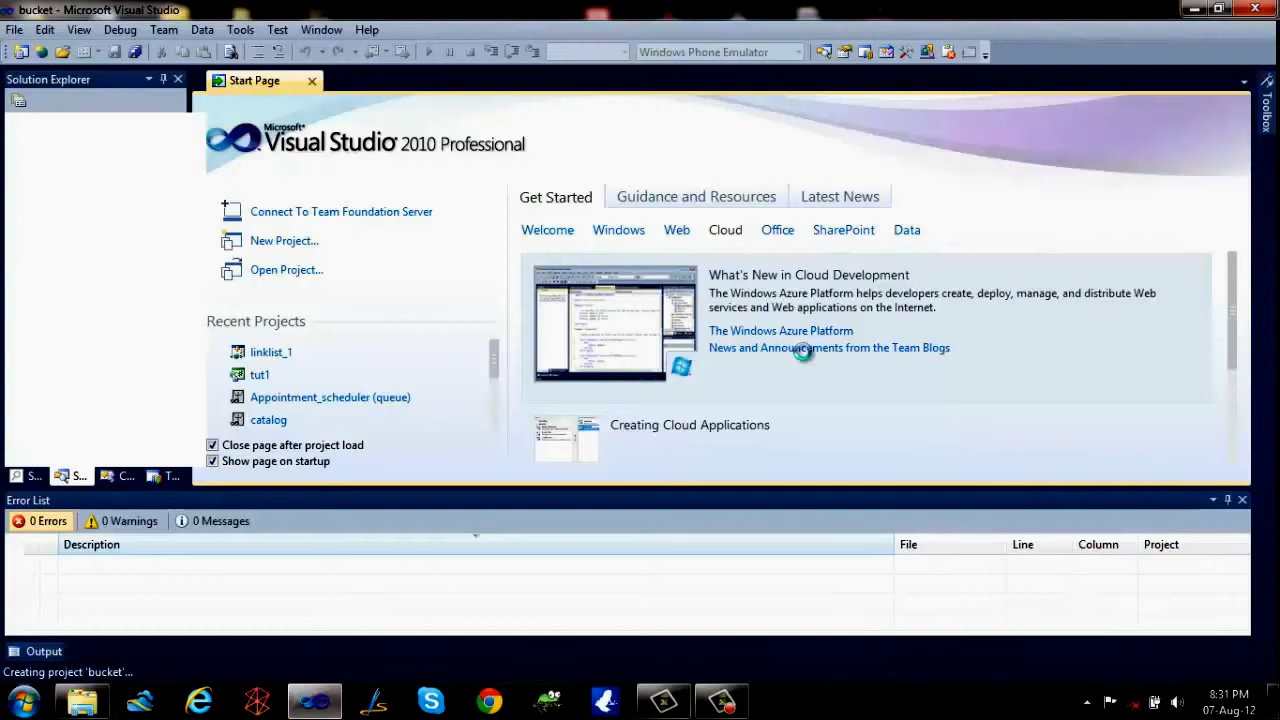 bucket - Microsoft Visual Studio
File Edit View Debug Team Data Tools Test Window Help
Windows Phone Emulator
Solution Explorer
Start Page
Toolbox
Microsoft®
Visual Studio 2010 Professional
Connect To Team Foundation Server
New Project...
Open Project...
Recent Projects
linklist_1
tut1
Appointment_scheduler (queue)
catalog
Close page after project load
Show page on startup
Get Started Guidance and Resources Latest News
Welcome Windows Web Cloud Office SharePoint Data
What's New in Cloud Development
The Windows Azure Platform helps developers create, deploy, manage, and distribute Web
services and Web applications on the Internet.
The Windows Azure Platform
News and Announcements from the Team Blogs
Creating Cloud Applications
S... S... C... T...
Error List
0 Errors 0 Warnings 0 Messages
Description File Line Column Project
Output
Creating project 'bucket'...
8:31 PM
07-Aug-12